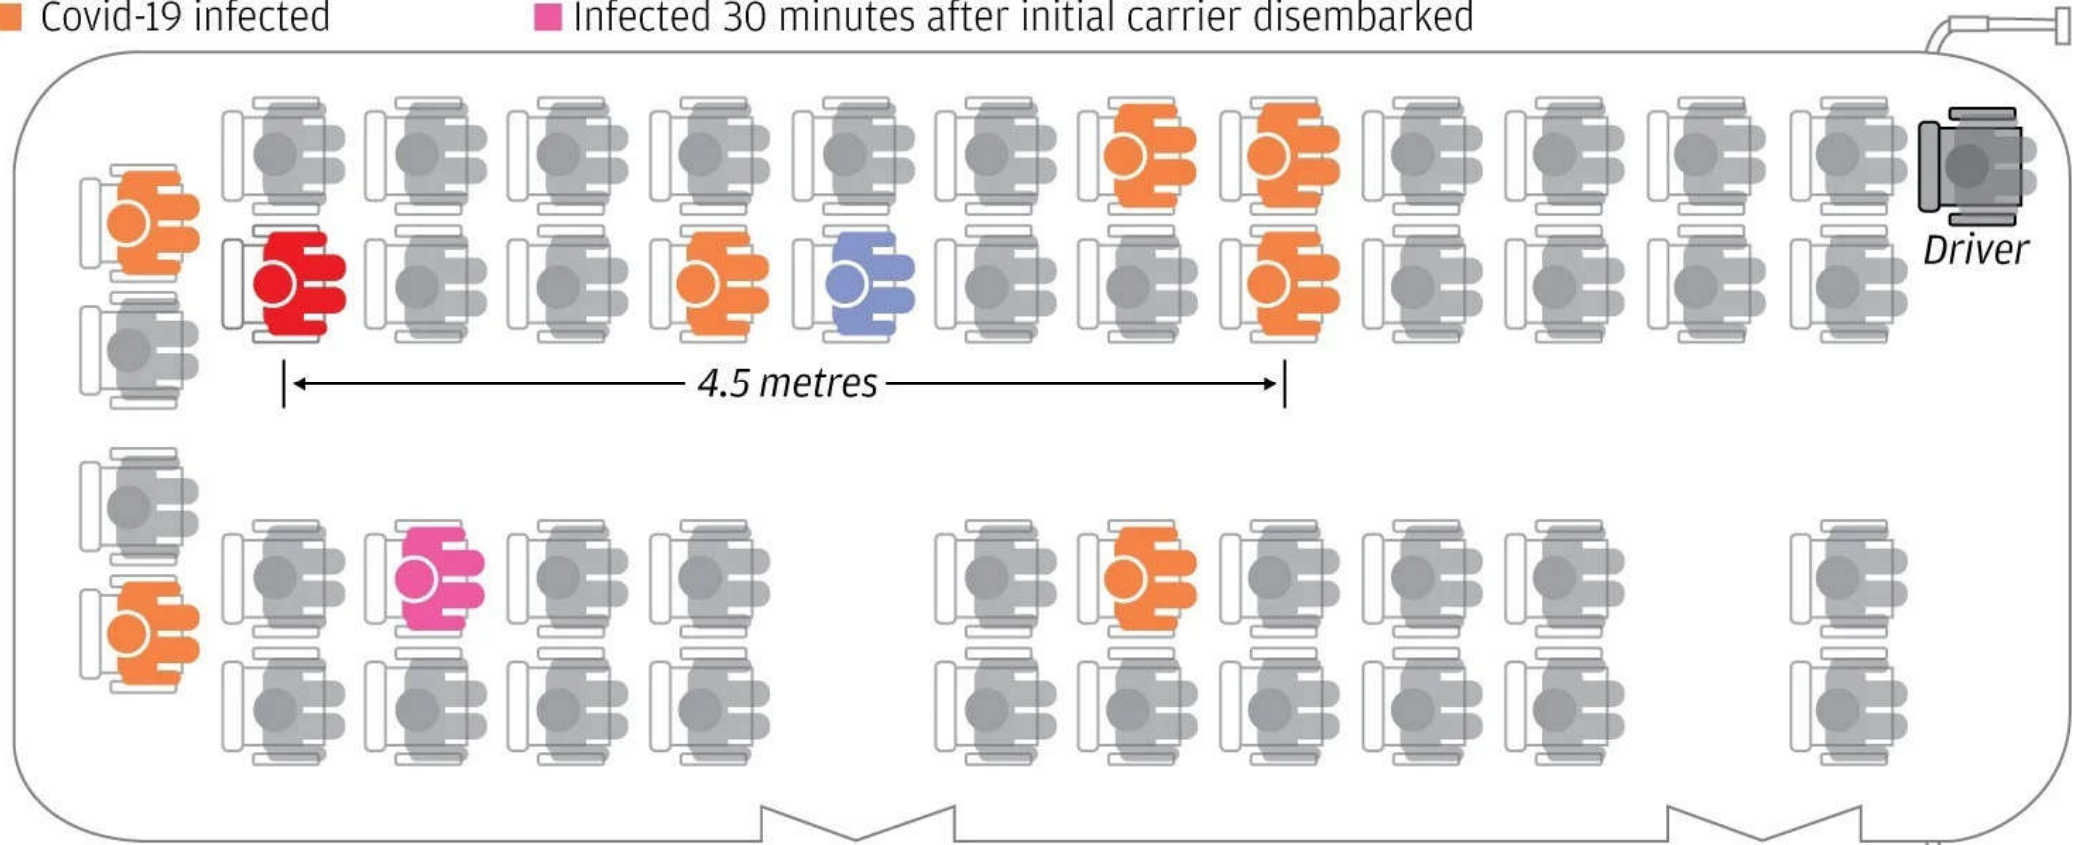 Covid-19 infected
Infected 30 minutes after initial carrier disembarked
Driver
4.5 metres